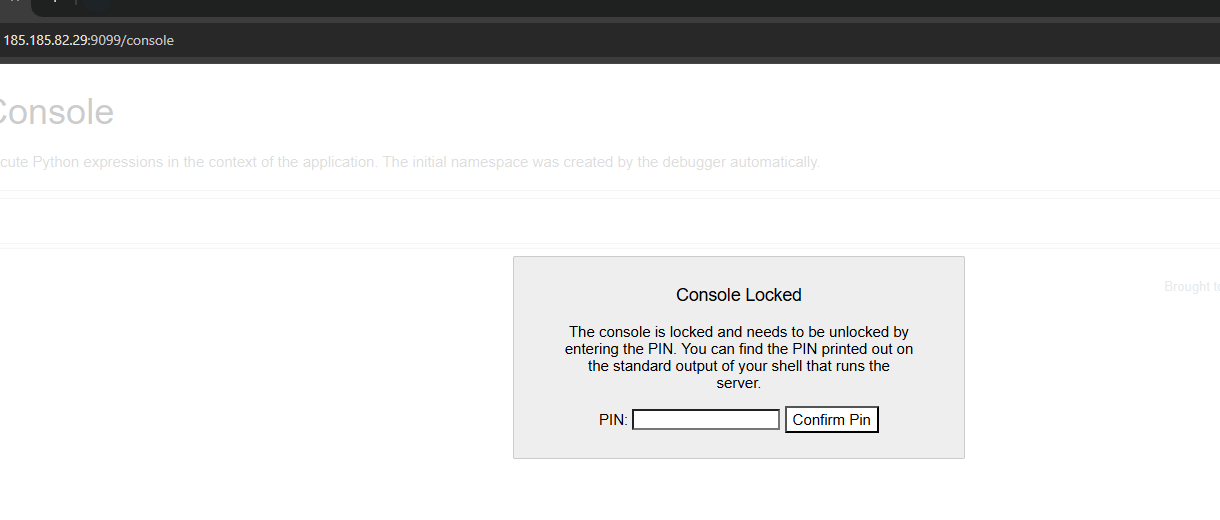 185.185.82.29:9099/console
Console
cute Python expressions in the context of the application. The initial namespace was created by the debugger automatically.
Brought to
Console Locked
The console is locked and needs to be unlocked by
entering the PIN. You can find the PIN printed out on
the standard output of your shell that runs the
server.
PIN:
Confirm Pin